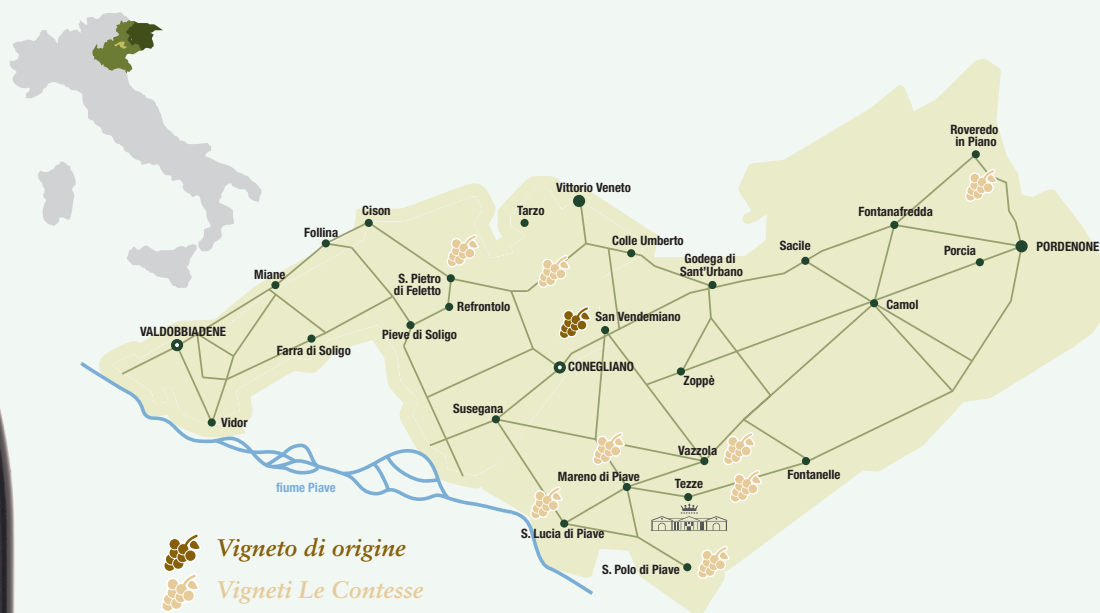 Roveredo
in Piano
Vittorio Veneto
Cison
Tarzo
Fontanafredda
Follina
Colle Umberto
Sacile
Porcia
PORDENONE
Godega di
Sant'Urbano
Miane
S. Pietro
di Feletto
Refrontolo
Camol
San Vendemiano
VALDOBBIADENE
Pieve di Soligo
Farra di Soligo
CONEGLIANO
Zoppè
Susegana
Vidor
Vazzola
Mareno di Piave
Tezze
Fontanelle
fiume Piave
S. Lucia di Piave
S. Polo di Piave
Vigneto di origine
Vigneti Le Contesse